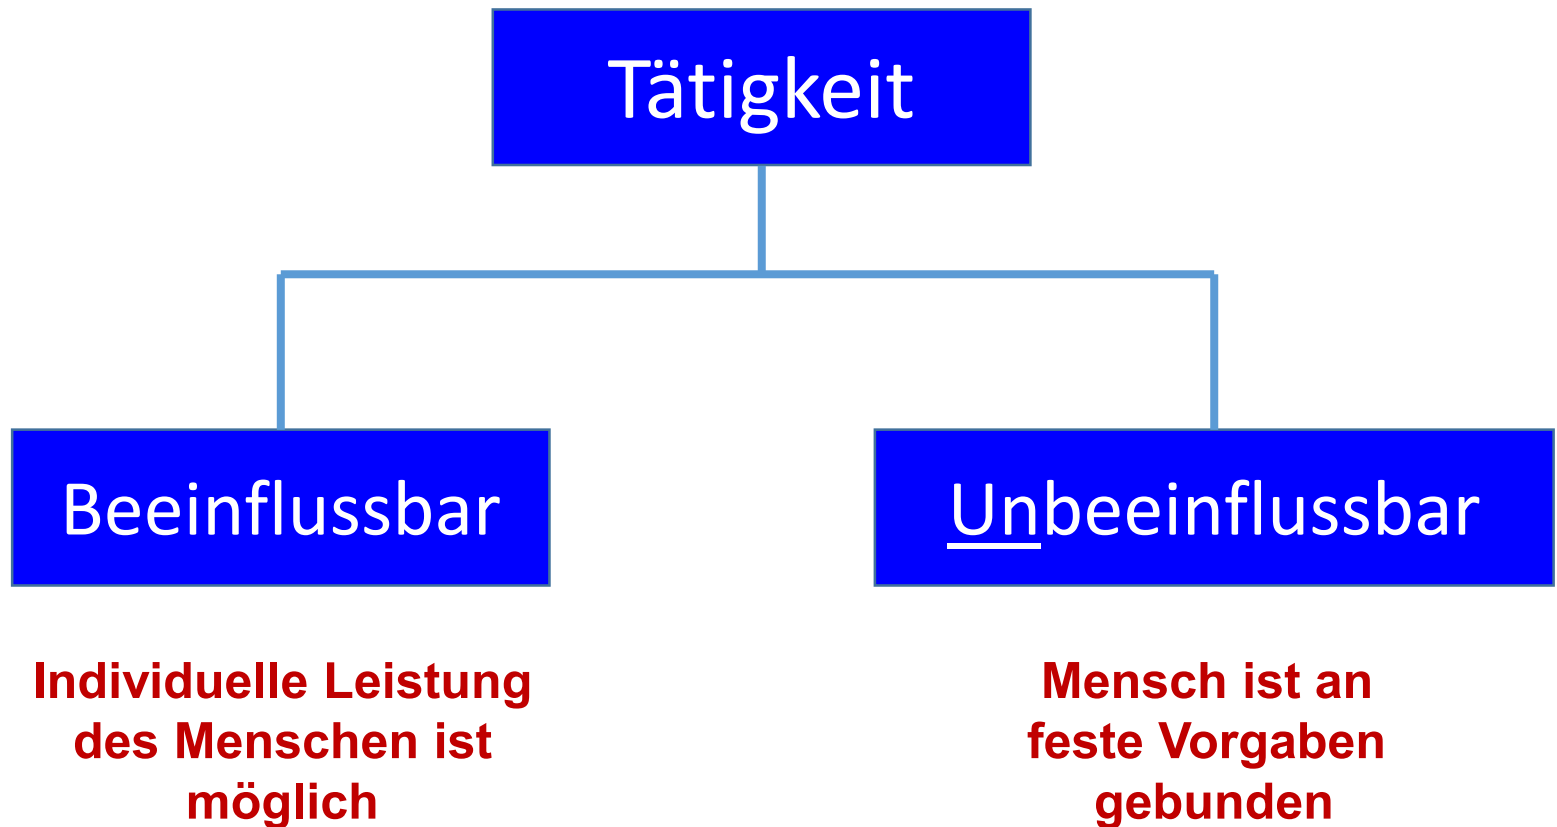 Tätigkeit
Beeinflussbar
Unbeeinflussbar
Individuelle Leistung
des Menschen ist
möglich
Mensch ist an
feste Vorgaben
gebunden